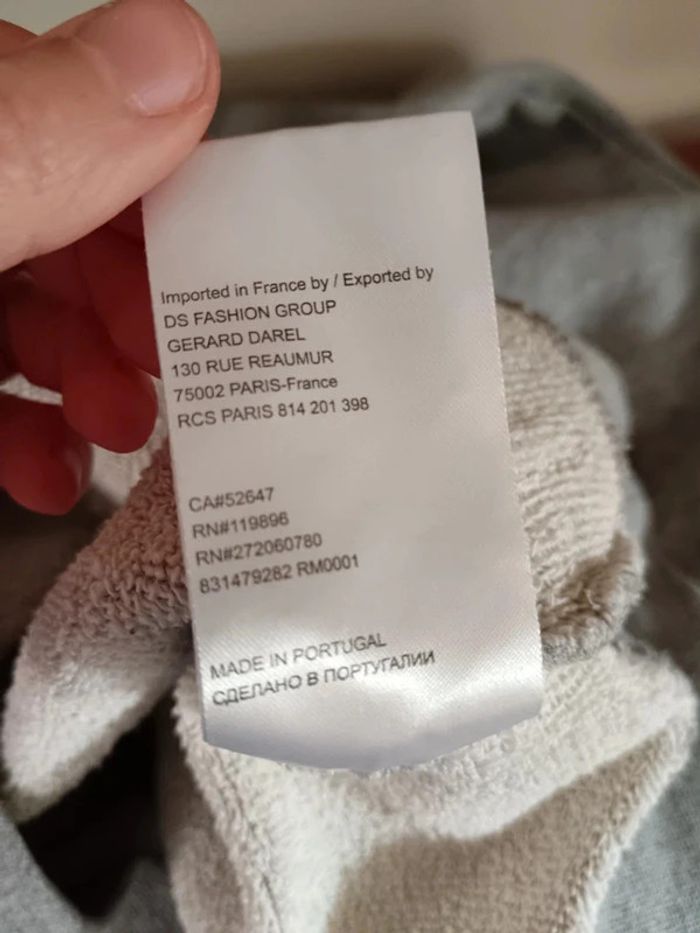 Imported in France by / Exported by
DS FASHION GROUP
GERARD DAREL
130 RUE REAUMUR
75002 PARIS-France
RCS PARIS 814 201 398
CA#52647
RN#119896
RN#272060780
831479282 RM0001
MADE IN PORTUGAL
СДЕЛАНО В ПОРТУГАЛИИ